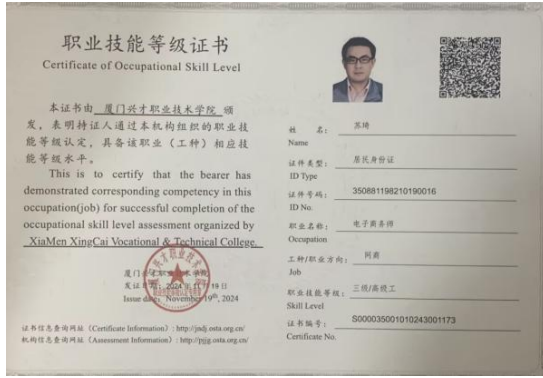 职业技能等级证书
Certificate of Occupational Skill Level
本证书由 厦门兴才职业技术学院 颁
发，表明持证人通过本机构组织的职业技
能等级认定，具备该职业（工种）相应技
能等级水平。
This is to certify that the bearer has
demonstrated corresponding competency in this
occupation(job) for successful completion of the
occupational skill level assessment organized by
XiaMen XingCai Vocational & Technical College.
厦门兴才职业技术学院
发证日期：2024年11月19日
Issue date: November 19th, 2024
证书信息查询网址（Certificate Information）: http://jndj.osta.org.cn/
机构信息查询网址（Assessment Information）: http://pjjg.osta.org.cn/
姓 名： 苏琦
Name
证件类型： 居民身份证
ID Type
证件号码： 350881198210190016
ID No.
职业名称： 电子商务师
Occupation
工种/职业方向： 网商
Job
职业技能等级： 三级/高级工
Skill Level
证书编号： S000035001010243001173
Certificate No.